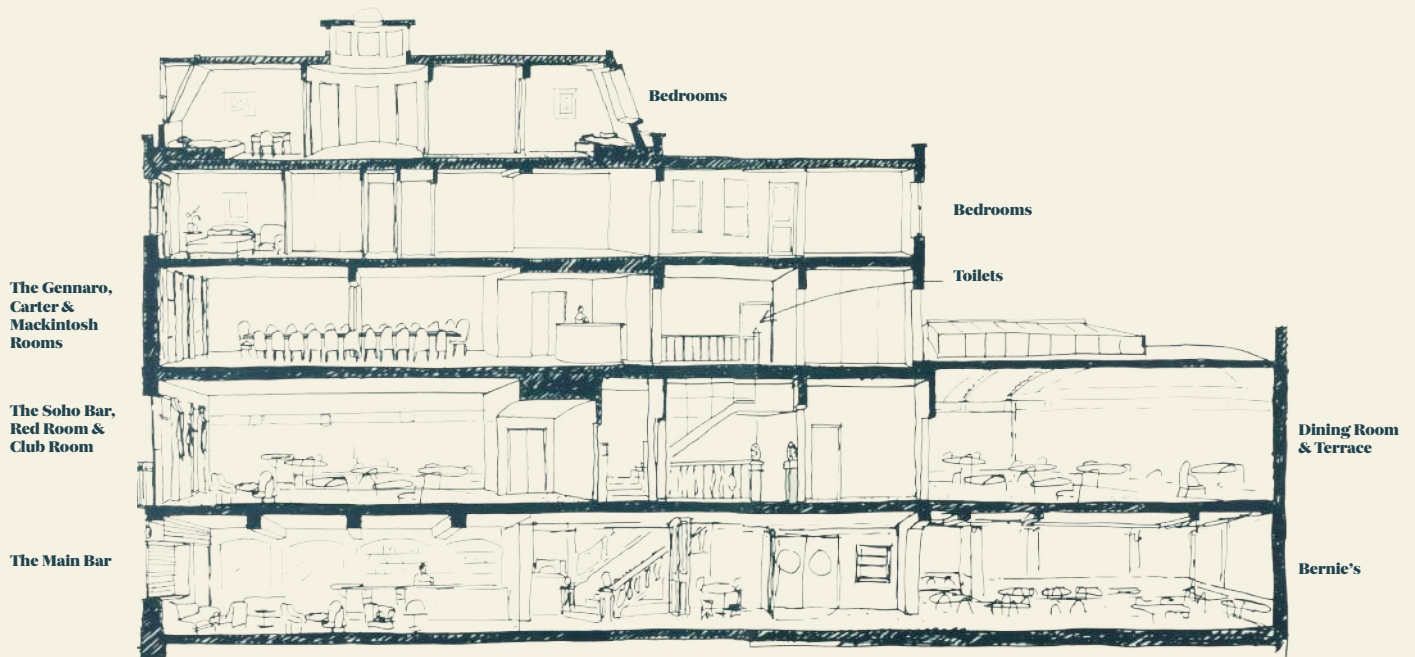 Bedrooms
Bedrooms
Toilets
The Gennaro,
Carter &
Mackintosh
Rooms
The Soho Bar,
Red Room &
Club Room
Dining Room
& Terrace
The Main Bar
Bernie’s